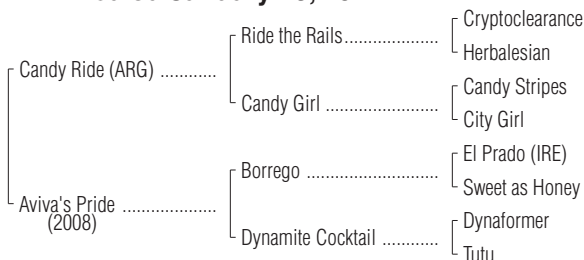 Cryptoclearance
Ride the Rails....................
Herbalesian
Candy Ride (ARG) ............
Candy Stripes
Candy Girl ........................
City Girl
El Prado (IRE)
Borrego ............................
Sweet as Honey
Aviva's Pride ....................
(2008)
Dynaformer
Dynamite Cocktail ............
Tutu